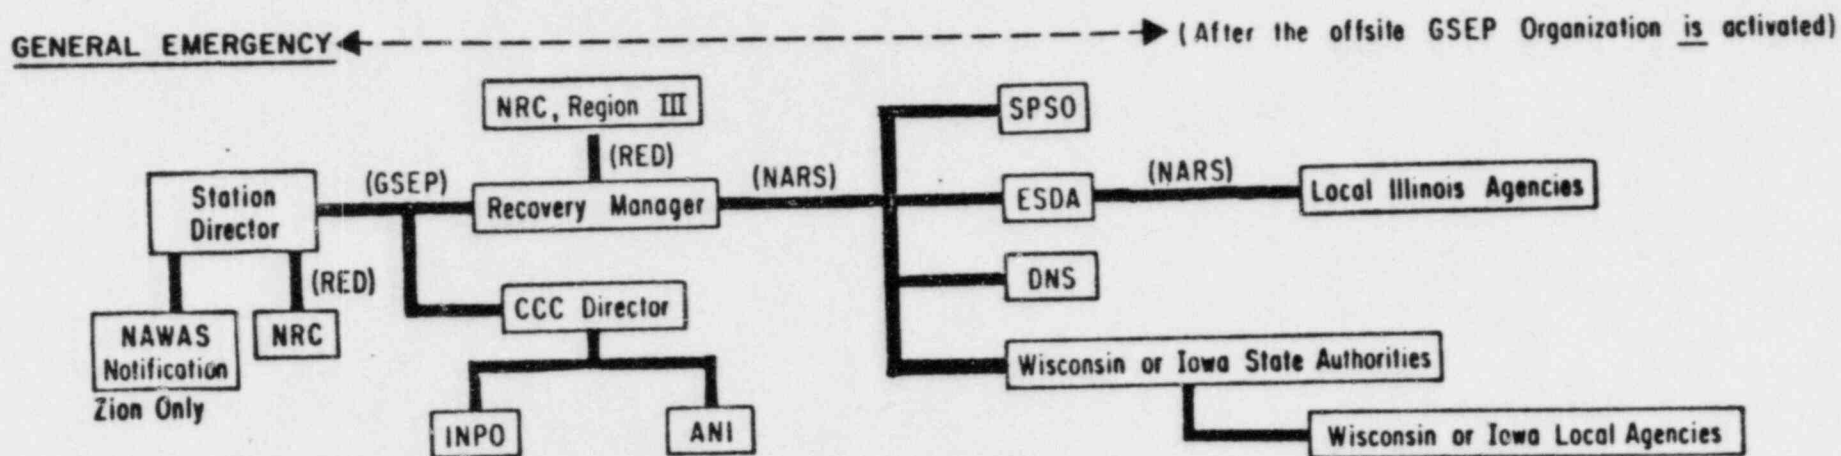 GENERAL EMERGENCY
(After the offsite GSEP Organization is activated)
NRC, Region III
(RED)
SPSO
Station
Director
(GSEP)
Recovery Manager
(NARS)
ESDA
(NARS)
Local Illinois Agencies
(RED)
NAWAS
Notification
Zion Only
NRC
CCC Director
DNS
INPO
ANI
Wisconsin or Iowa State Authorities
Wisconsin or Iowa Local Agencies